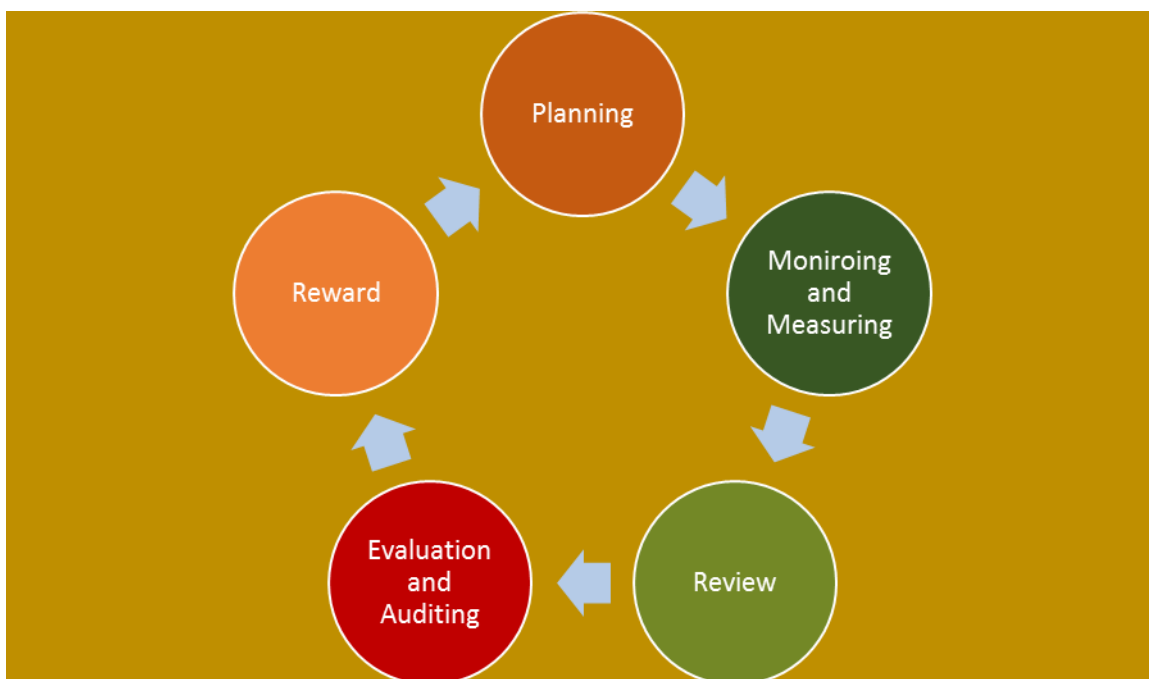 Planning
Moniroing
and
Measuring
Review
Evaluation
and
Auditing
Reward